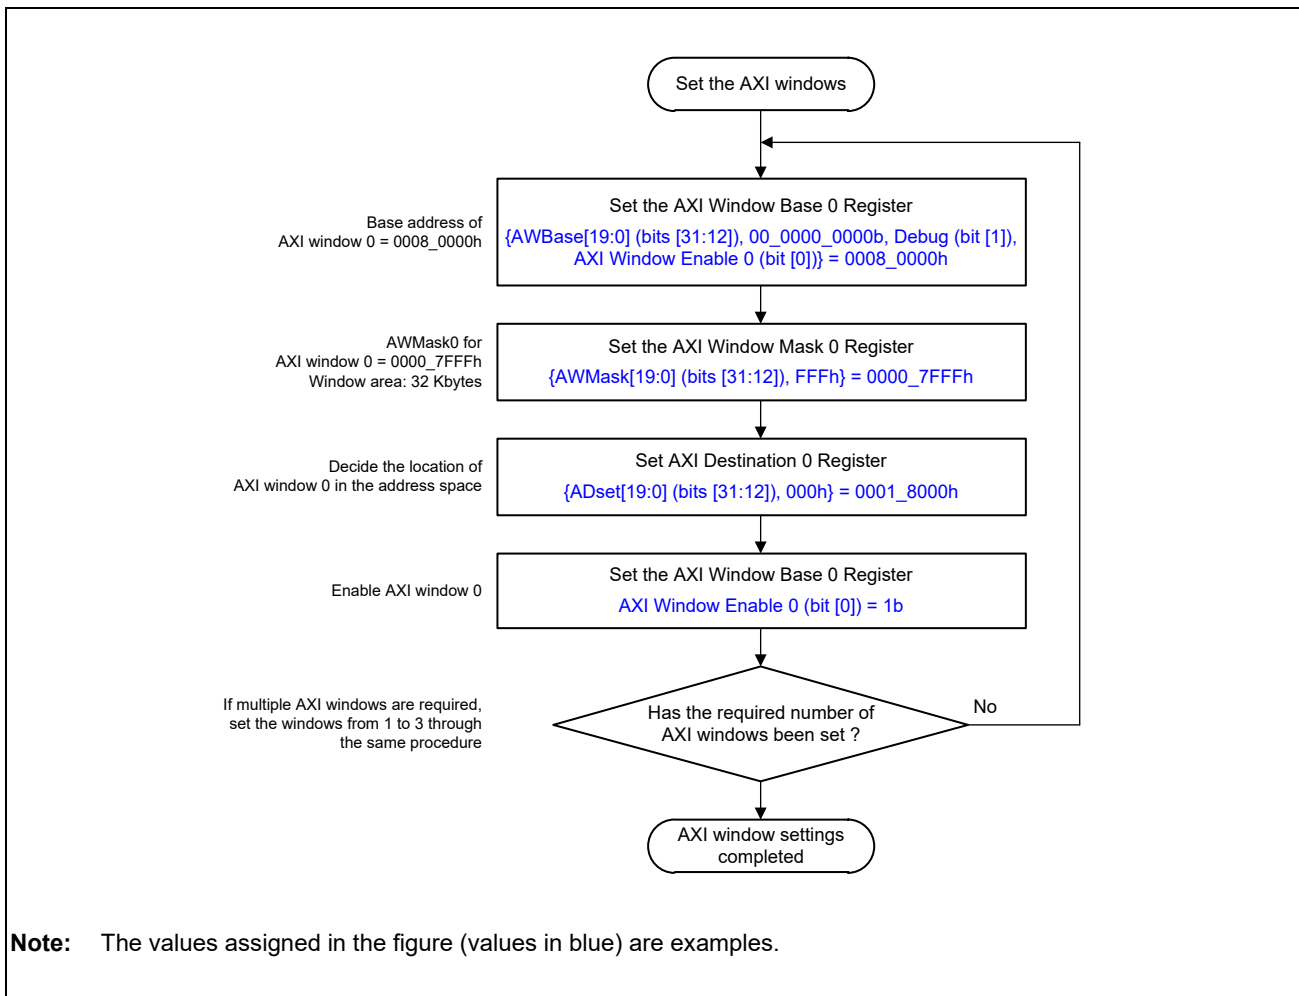 Set the AXI windows
Base address of
AXI window 0 = 0008_0000h
Set the AXI Window Base 0 Register
{AWBase[19:0] (bits [31:12]), 00_0000_0000b, Debug (bit [1]),
AXI Window Enable 0 (bit [0])} = 0008_0000h
AWMask0 for
AXI window 0 = 0000_7FFFh
Window area: 32 Kbytes
Set the AXI Window Mask 0 Register
{AWMask[19:0] (bits [31:12]), FFFh} = 0000_7FFFh
Decide the location of
AXI window 0 in the address space
Set AXI Destination 0 Register
{ADset[19:0] (bits [31:12]), 000h} = 0001_8000h
Enable AXI window 0
Set the AXI Window Base 0 Register
AXI Window Enable 0 (bit [0]) = 1b
If multiple AXI windows are required,
set the windows from 1 to 3 through
the same procedure
Has the required number of
AXI windows been set ?
No
AXI window settings
completed
Note: The values assigned in the figure (values in blue) are examples.